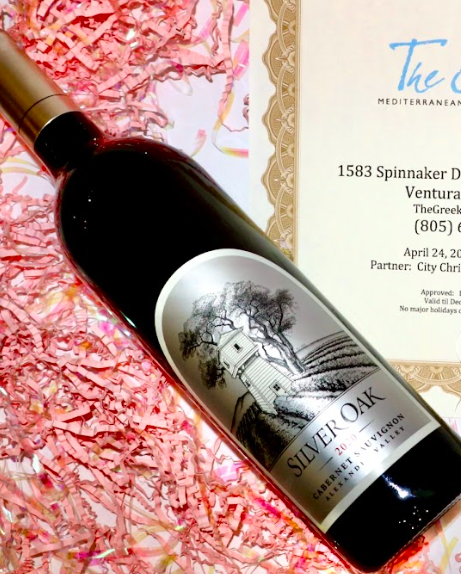 The
MEDITERRANEAN
1583 Spinnaker D
Ventura
TheGreek
(805) 6
April 24, 20
Partner: City Chri
Approved:
Valid til Dec
No major holidays o
SILVER OAK
CABERNET SAUVIGNON
ALEXANDER VALLEY